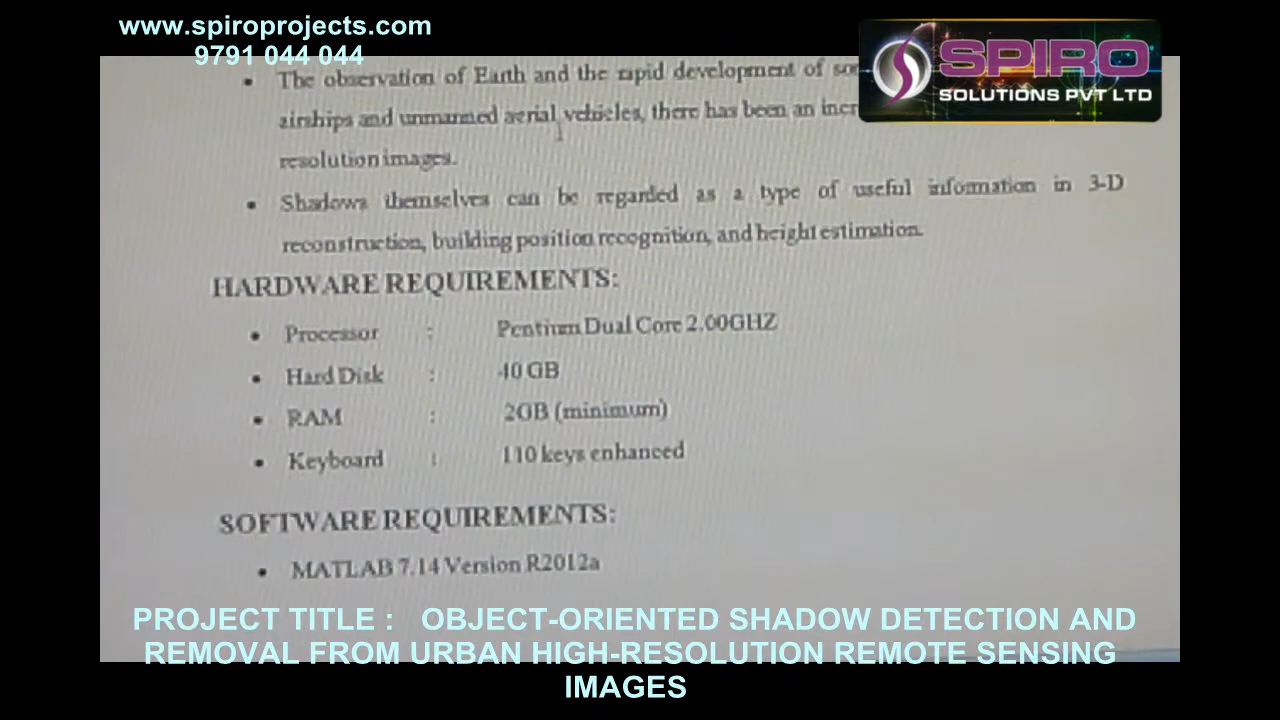 www.spiroprojects.com
9791 044 044
SPIRO
SOLUTIONS PVT LTD
• The observation of Earth and the rapid development of
airships and unmanned aerial vehicles, there has been an
resolution images.
• Shadows themselves can be regarded as a type of useful information in 3-D
reconstruction, building position recognition, and height estimation.
HARDWARE REQUIREMENTS:
• Processor : Pentium Dual Core 2.00GHZ
• Hard Disk : 40 GB
• RAM : 2GB (minimum)
• Keyboard : 110 keys enhanced
SOFTWARE REQUIREMENTS:
• MATLAB 7.14 Version R2012a
PROJECT TITLE : OBJECT-ORIENTED SHADOW DETECTION AND
REMOVAL FROM URBAN HIGH-RESOLUTION REMOTE SENSING
IMAGES